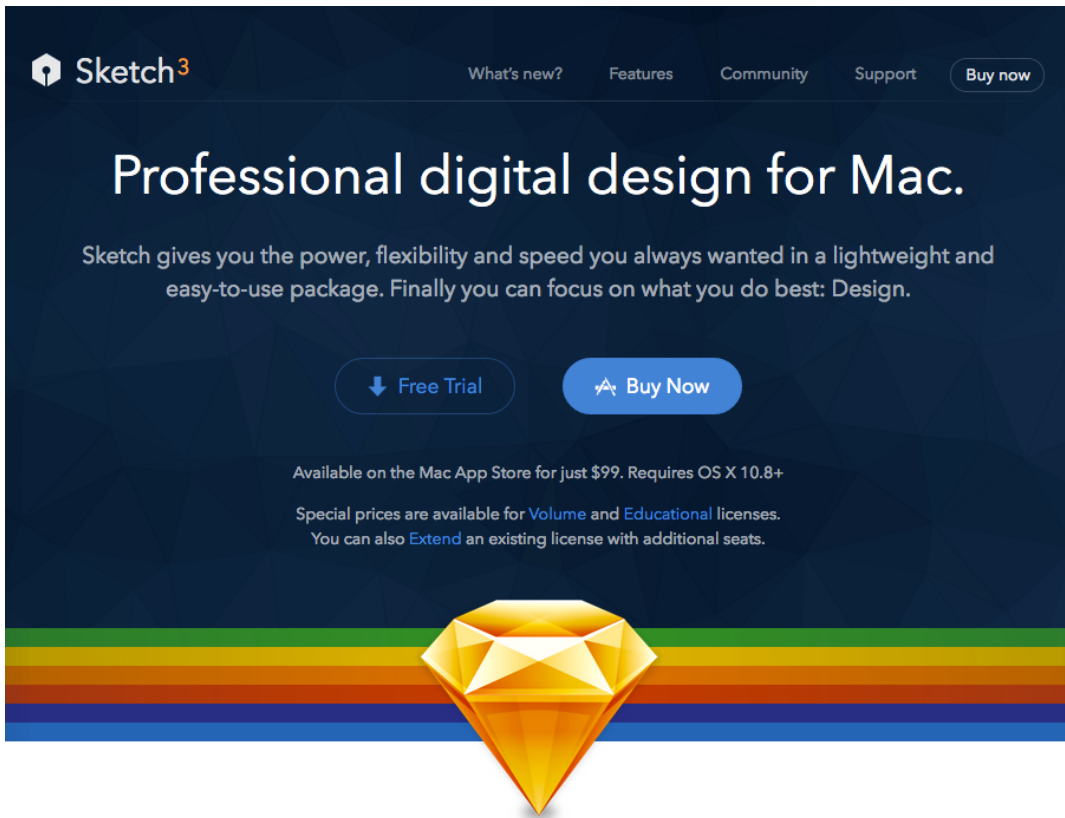 Sketch3
What's new?
Features
Community
Support
Buy now
Professional digital design for Mac.
Sketch gives you the power, flexibility and speed you always wanted in a lightweight and
easy-to-use package. Finally you can focus on what you do best: Design.
Free Trial
Buy Now
Available on the Mac App Store for just $99. Requires OS X 10.8+
Special prices are available for Volume and Educational licenses.
You can also Extend an existing license with additional seats.